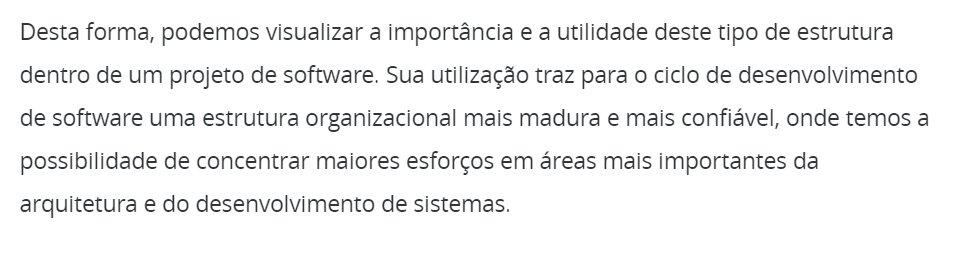 Desta forma, podemos visualizar a importância e a utilidade deste tipo de estrutura
dentro de um projeto de software. Sua utilização traz para o ciclo de desenvolvimento
de software uma estrutura organizacional mais madura e mais confiável, onde temos a
possibilidade de concentrar maiores esforços em áreas mais importantes da
arquitetura e do desenvolvimento de sistemas.